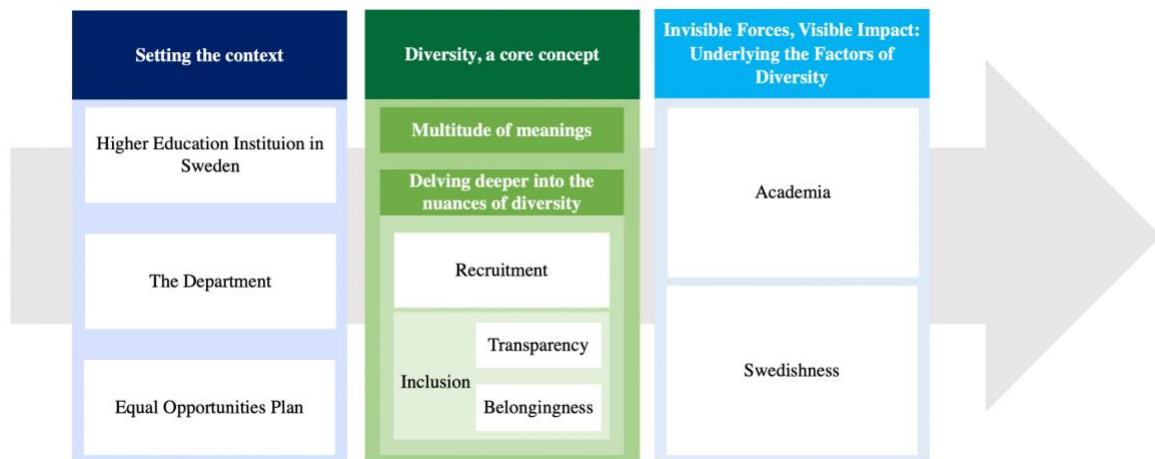 Setting the context
Higher Education Instituion in
Sweden
The Department
Equal Opportunities Plan
Diversity, a core concept
Multitude of meanings
Delving deeper into the
nuances of diversity
Recruitment
Inclusion
Transparency
Belongingness
Invisible Forces, Visible Impact:
Underlying the Factors of
Diversity
Academia
Swedishness